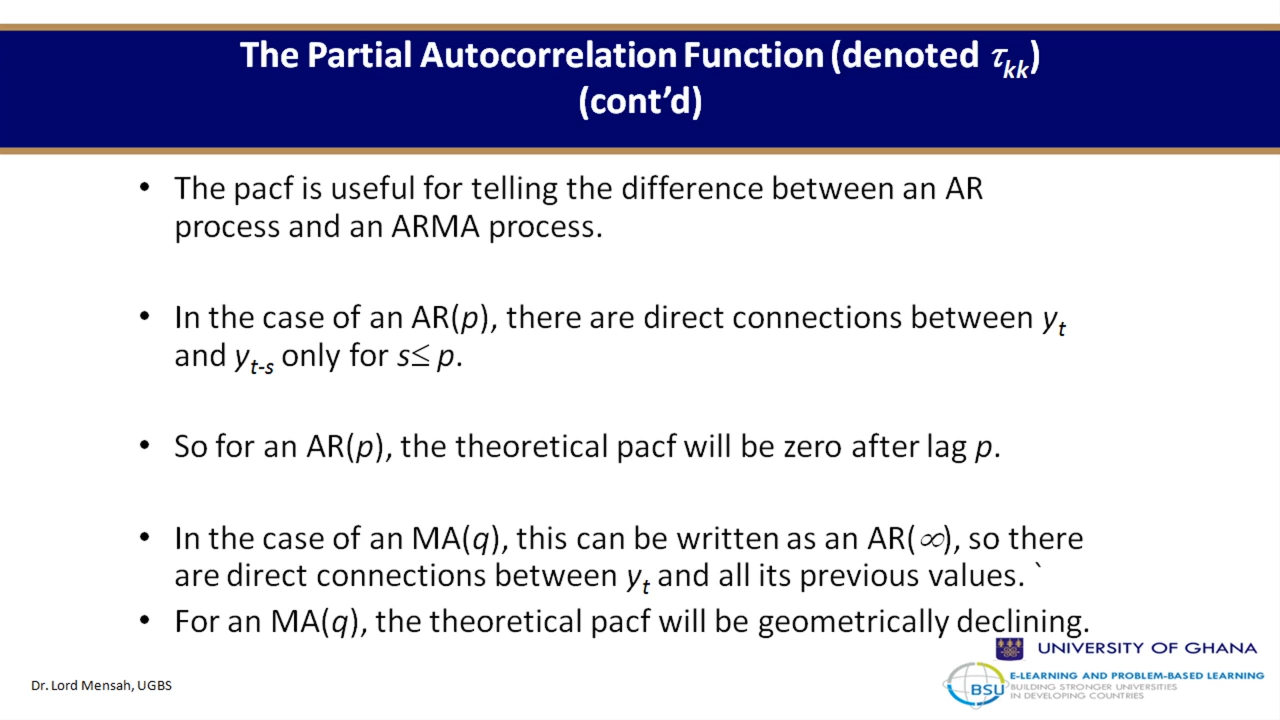 The Partial Autocorrelation Function (denoted τkk)
(cont’d)
• The pacf is useful for telling the difference between an AR
process and an ARMA process.
• In the case of an AR(p), there are direct connections between yt
and yt-s only for s≤ p.
• So for an AR(p), the theoretical pacf will be zero after lag p.
• In the case of an MA(q), this can be written as an AR(∞), so there
are direct connections between yt and all its previous values. `
• For an MA(q), the theoretical pacf will be geometrically declining.
UNIVERSITY OF GHANA
Dr. Lord Mensah, UGBS
BSU
E-LEARNING AND PROBLEM-BASED LEARNING
BUILDING STRONGER UNIVERSITIES
IN DEVELOPING COUNTRIES